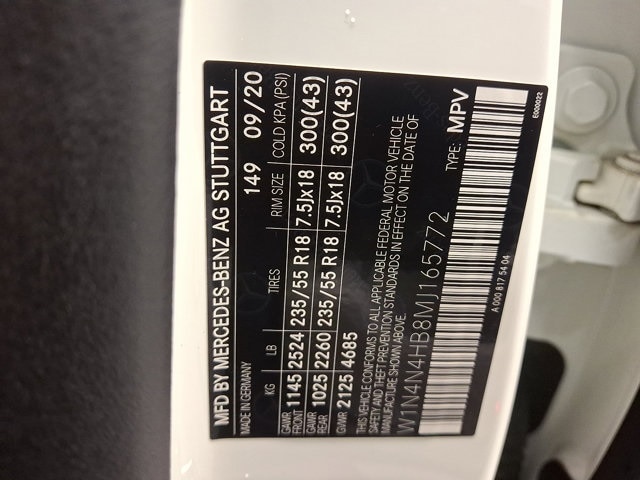 MFD BY MERCEDES-BENZ AG STUTTGART
MADE IN GERMANY 149 09/20
KG LB TIRES RIM SIZE COLD KPA (PSI)
GAWR FRONT 1145 2524 235/55 R18 7.5Jx18 300(43)
GAWR REAR 1025 2260 235/55 R18 7.5Jx18 300(43)
GVWR 2125 4685
THIS VEHICLE CONFORMS TO ALL APPLICABLE FEDERAL MOTOR VEHICLE
SAFETY AND THEFT PREVENTION STANDARDS IN EFFECT ON THE DATE OF
MANUFACTURE SHOWN ABOVE.
W1N4N4HB8MJ165772 TYPE: MPV
A 000 817 54 04 E000022